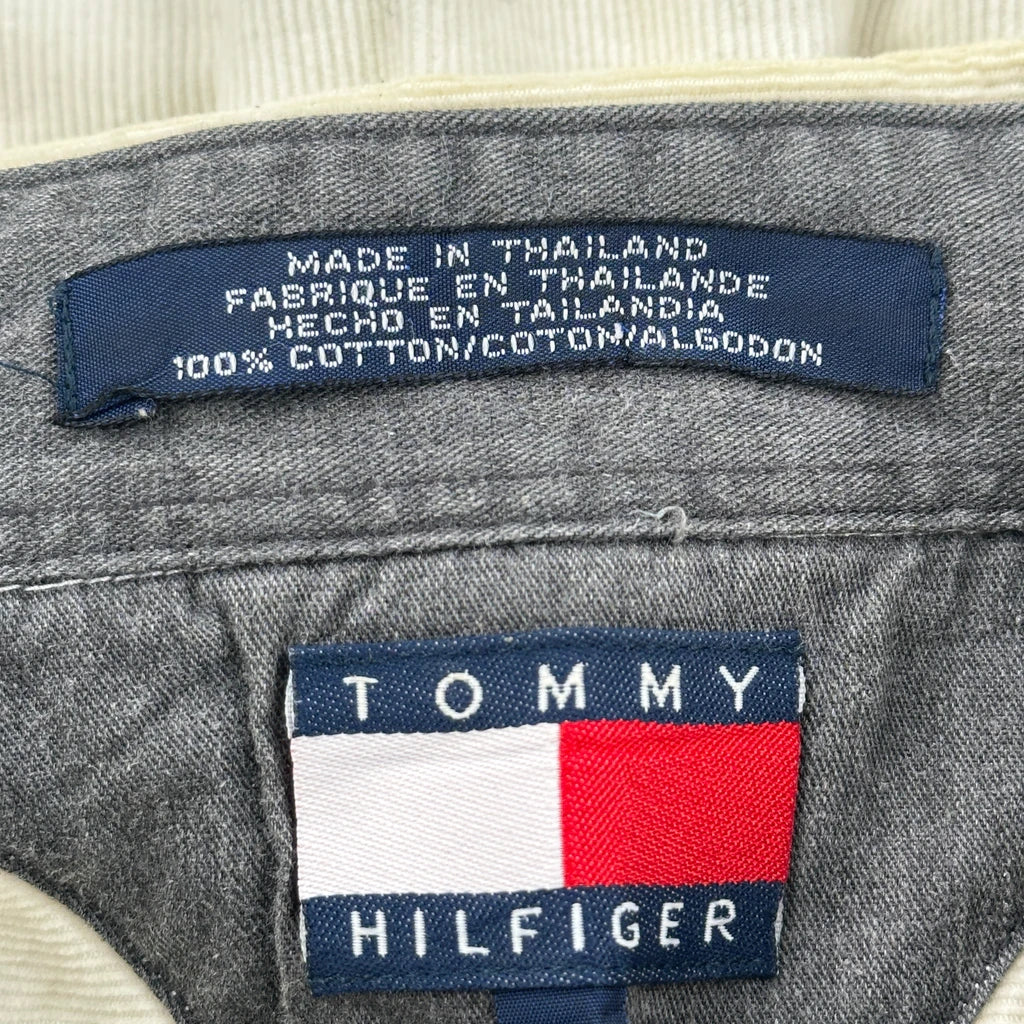 MADE IN THAILAND
FABRIQUE EN THAILANDE
HECHO EN TAILANDIA
100% COTTON/COTON/ALGODON
TOMMY
HILFIGER